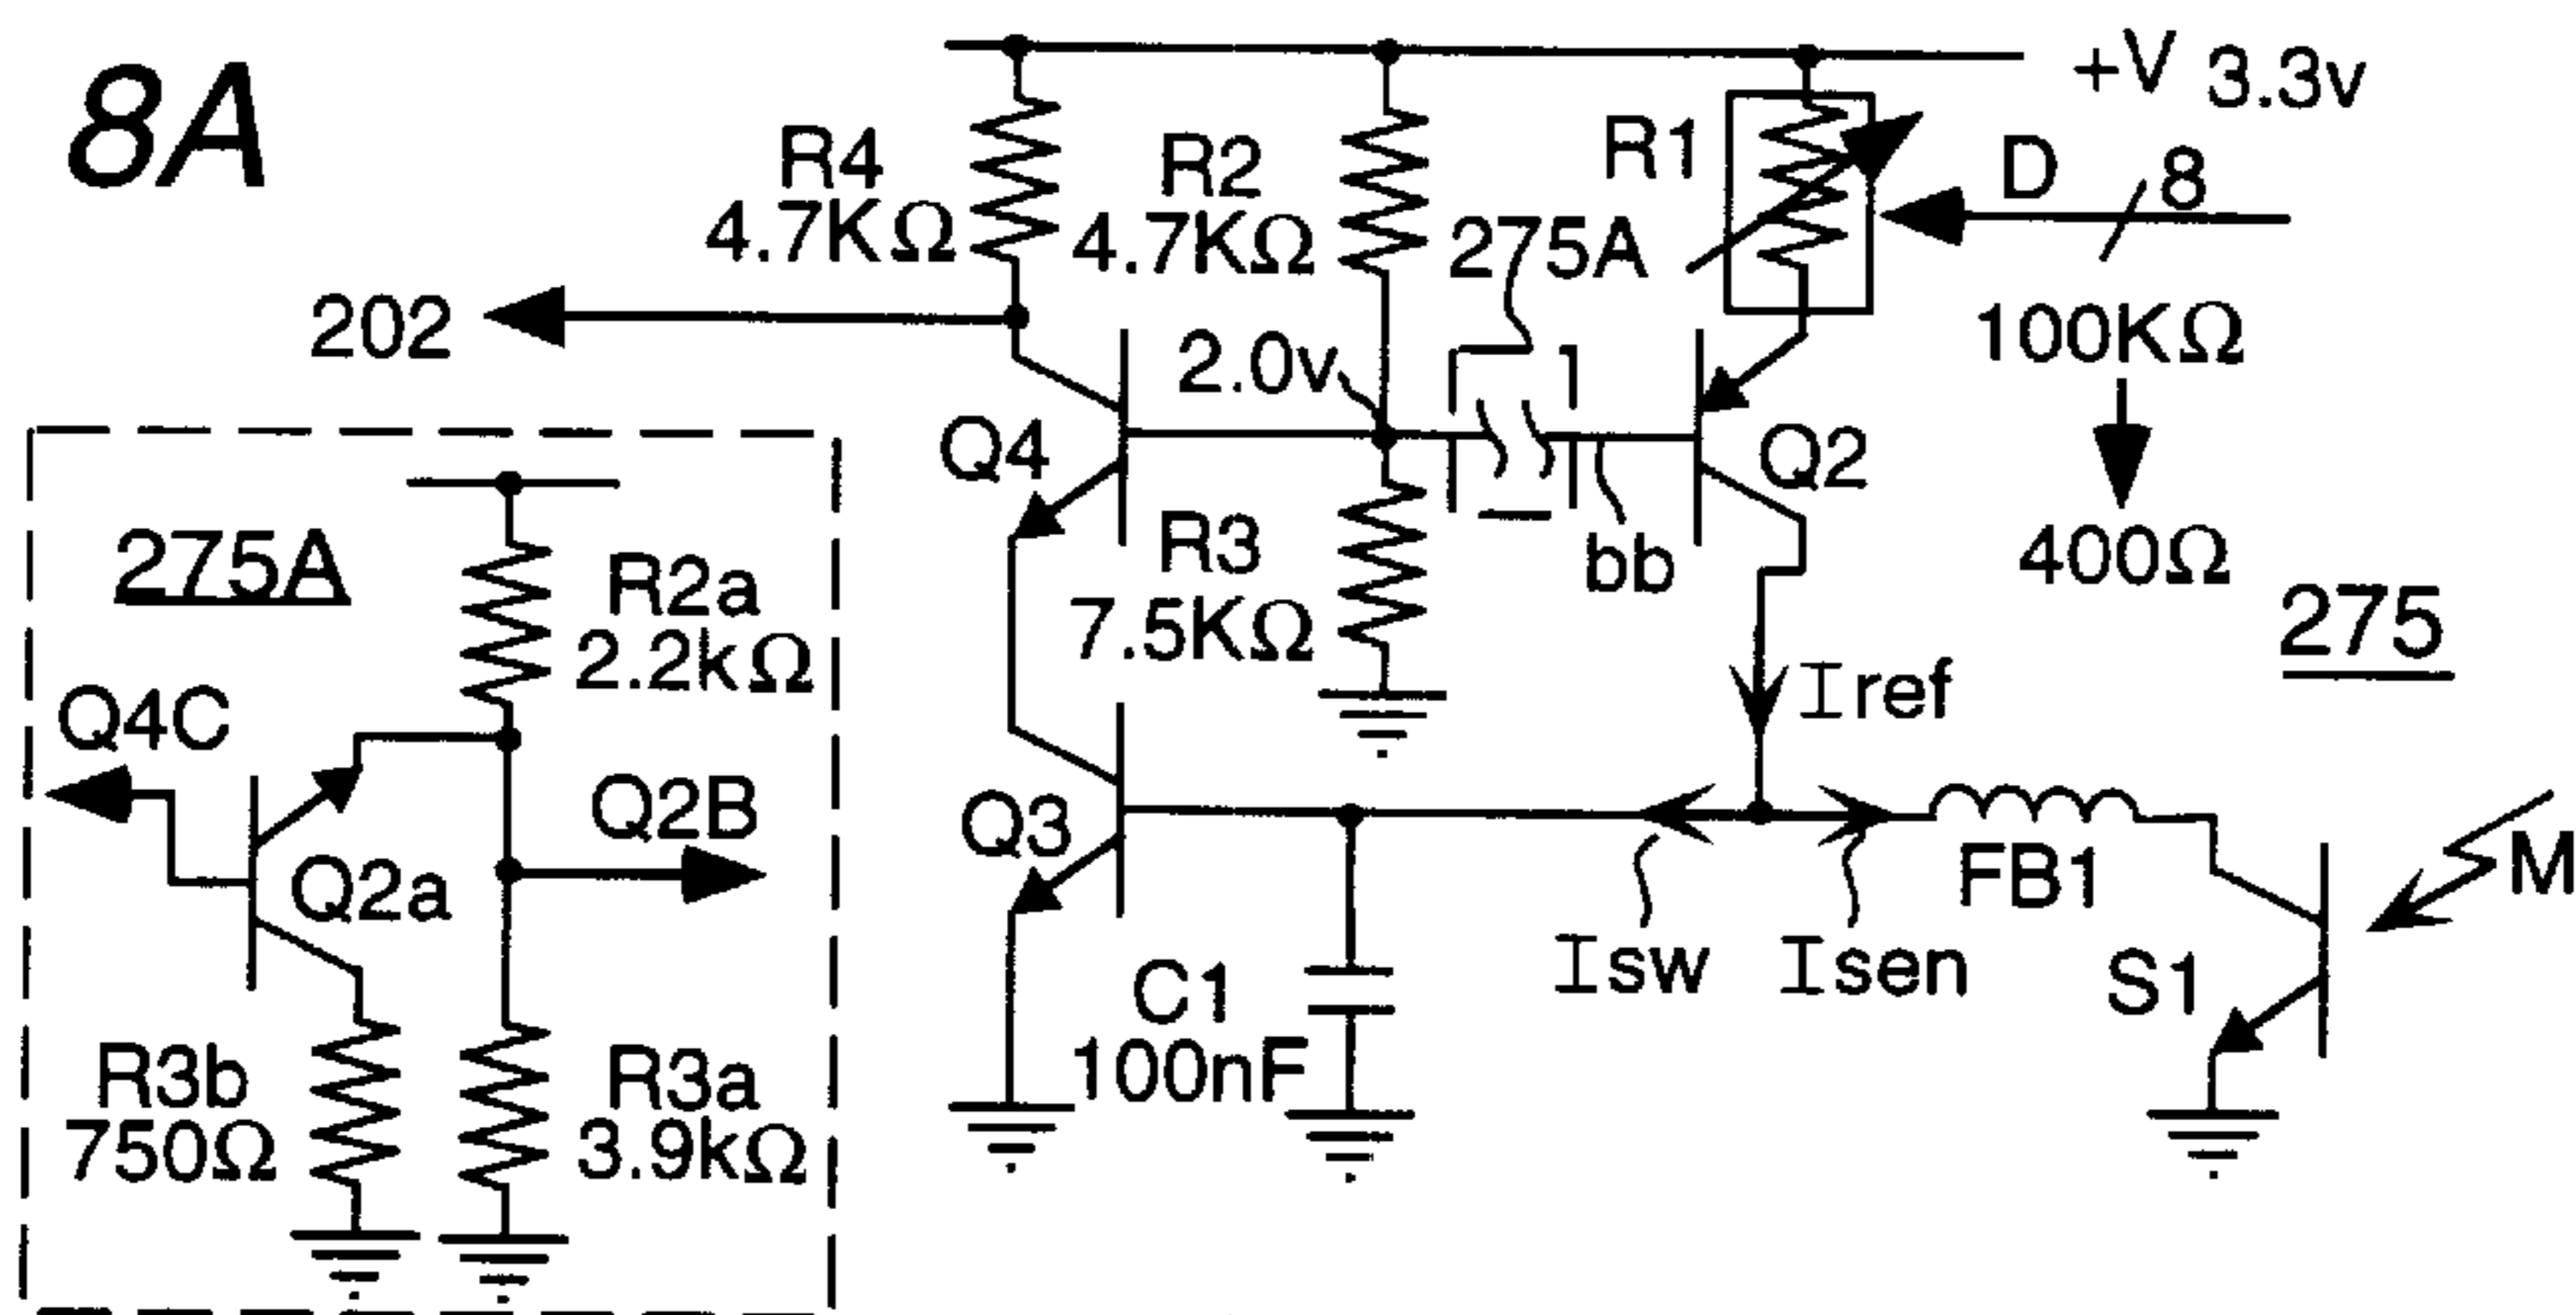 8A
+V 3.3v
R4
4.7KΩ
R2
4.7KΩ
R1
D
8
275A
202
2.0v
100KΩ
400Ω
Q4
Q2
bb
R3
7.5KΩ
275
Iref
Q3
C1
100nF
Isw
Isen
FB1
S1
M
275A
R2a
2.2kΩ
Q4C
Q2B
Q2a
R3b
750Ω
R3a
3.9kΩ